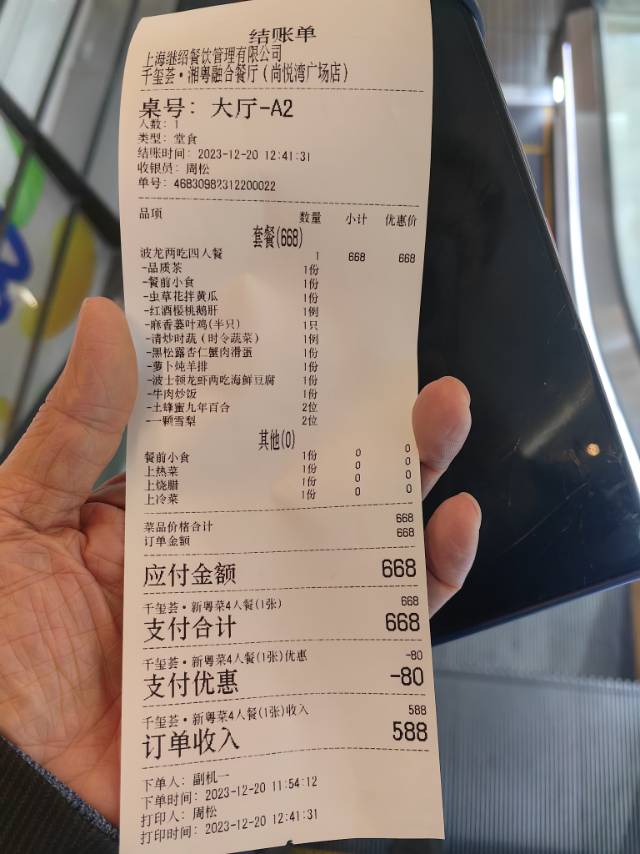 结账单
上海继绍餐饮管理有限公司
千玺荟·湘粤融合餐厅(尚悦湾广场店)
桌号: 大厅-A2
人数: 1
类型: 堂食
结账时间: 2023-12-20 12:41:31
收银员: 周松
单号: 46830982312200022
品项 数量 小计 优惠价
套餐(668)
波龙两吃四人餐 1 668 668
-品质茶 1份
-餐前小食 1份
-虫草花拌黄瓜 1份
-红酒樱桃鹅肝 1例
-麻香蒌叶鸡(半只) 1只
-清炒时蔬(时令蔬菜) 1例
-黑松露杏仁蟹肉滑蛋 1份
-萝卜炖羊排 1份
-波士顿龙虾两吃海鲜豆腐 1份
-牛肉炒饭 1份
-土蜂蜜九年百合 2位
-一颗雪梨 2位
其他(0)
餐前小食 1份 0 0
上热菜 1份 0 0
上烧腊 1份 0 0
上冷菜 1份 0 0
菜品价格合计 668
订单金额 668
应付金额 668
千玺荟·新粤菜4人餐(1张) 668
支付合计 668
千玺荟·新粤菜4人餐(1张)优惠 -80
支付优惠 -80
千玺荟·新粤菜4人餐(1张)收入 588
订单收入 588
下单人: 副机一
下单时间: 2023-12-20 11:54:12
打印人: 周松
打印时间: 2023-12-20 12:41:31